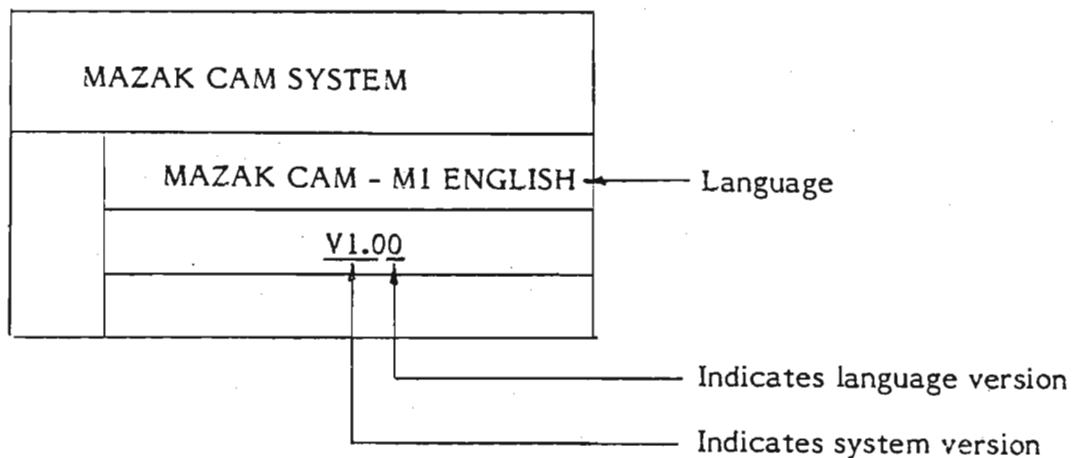 MAZAK CAM SYSTEM
MAZAK CAM - M1 ENGLISH
Language
V1.00
Indicates language version
Indicates system version